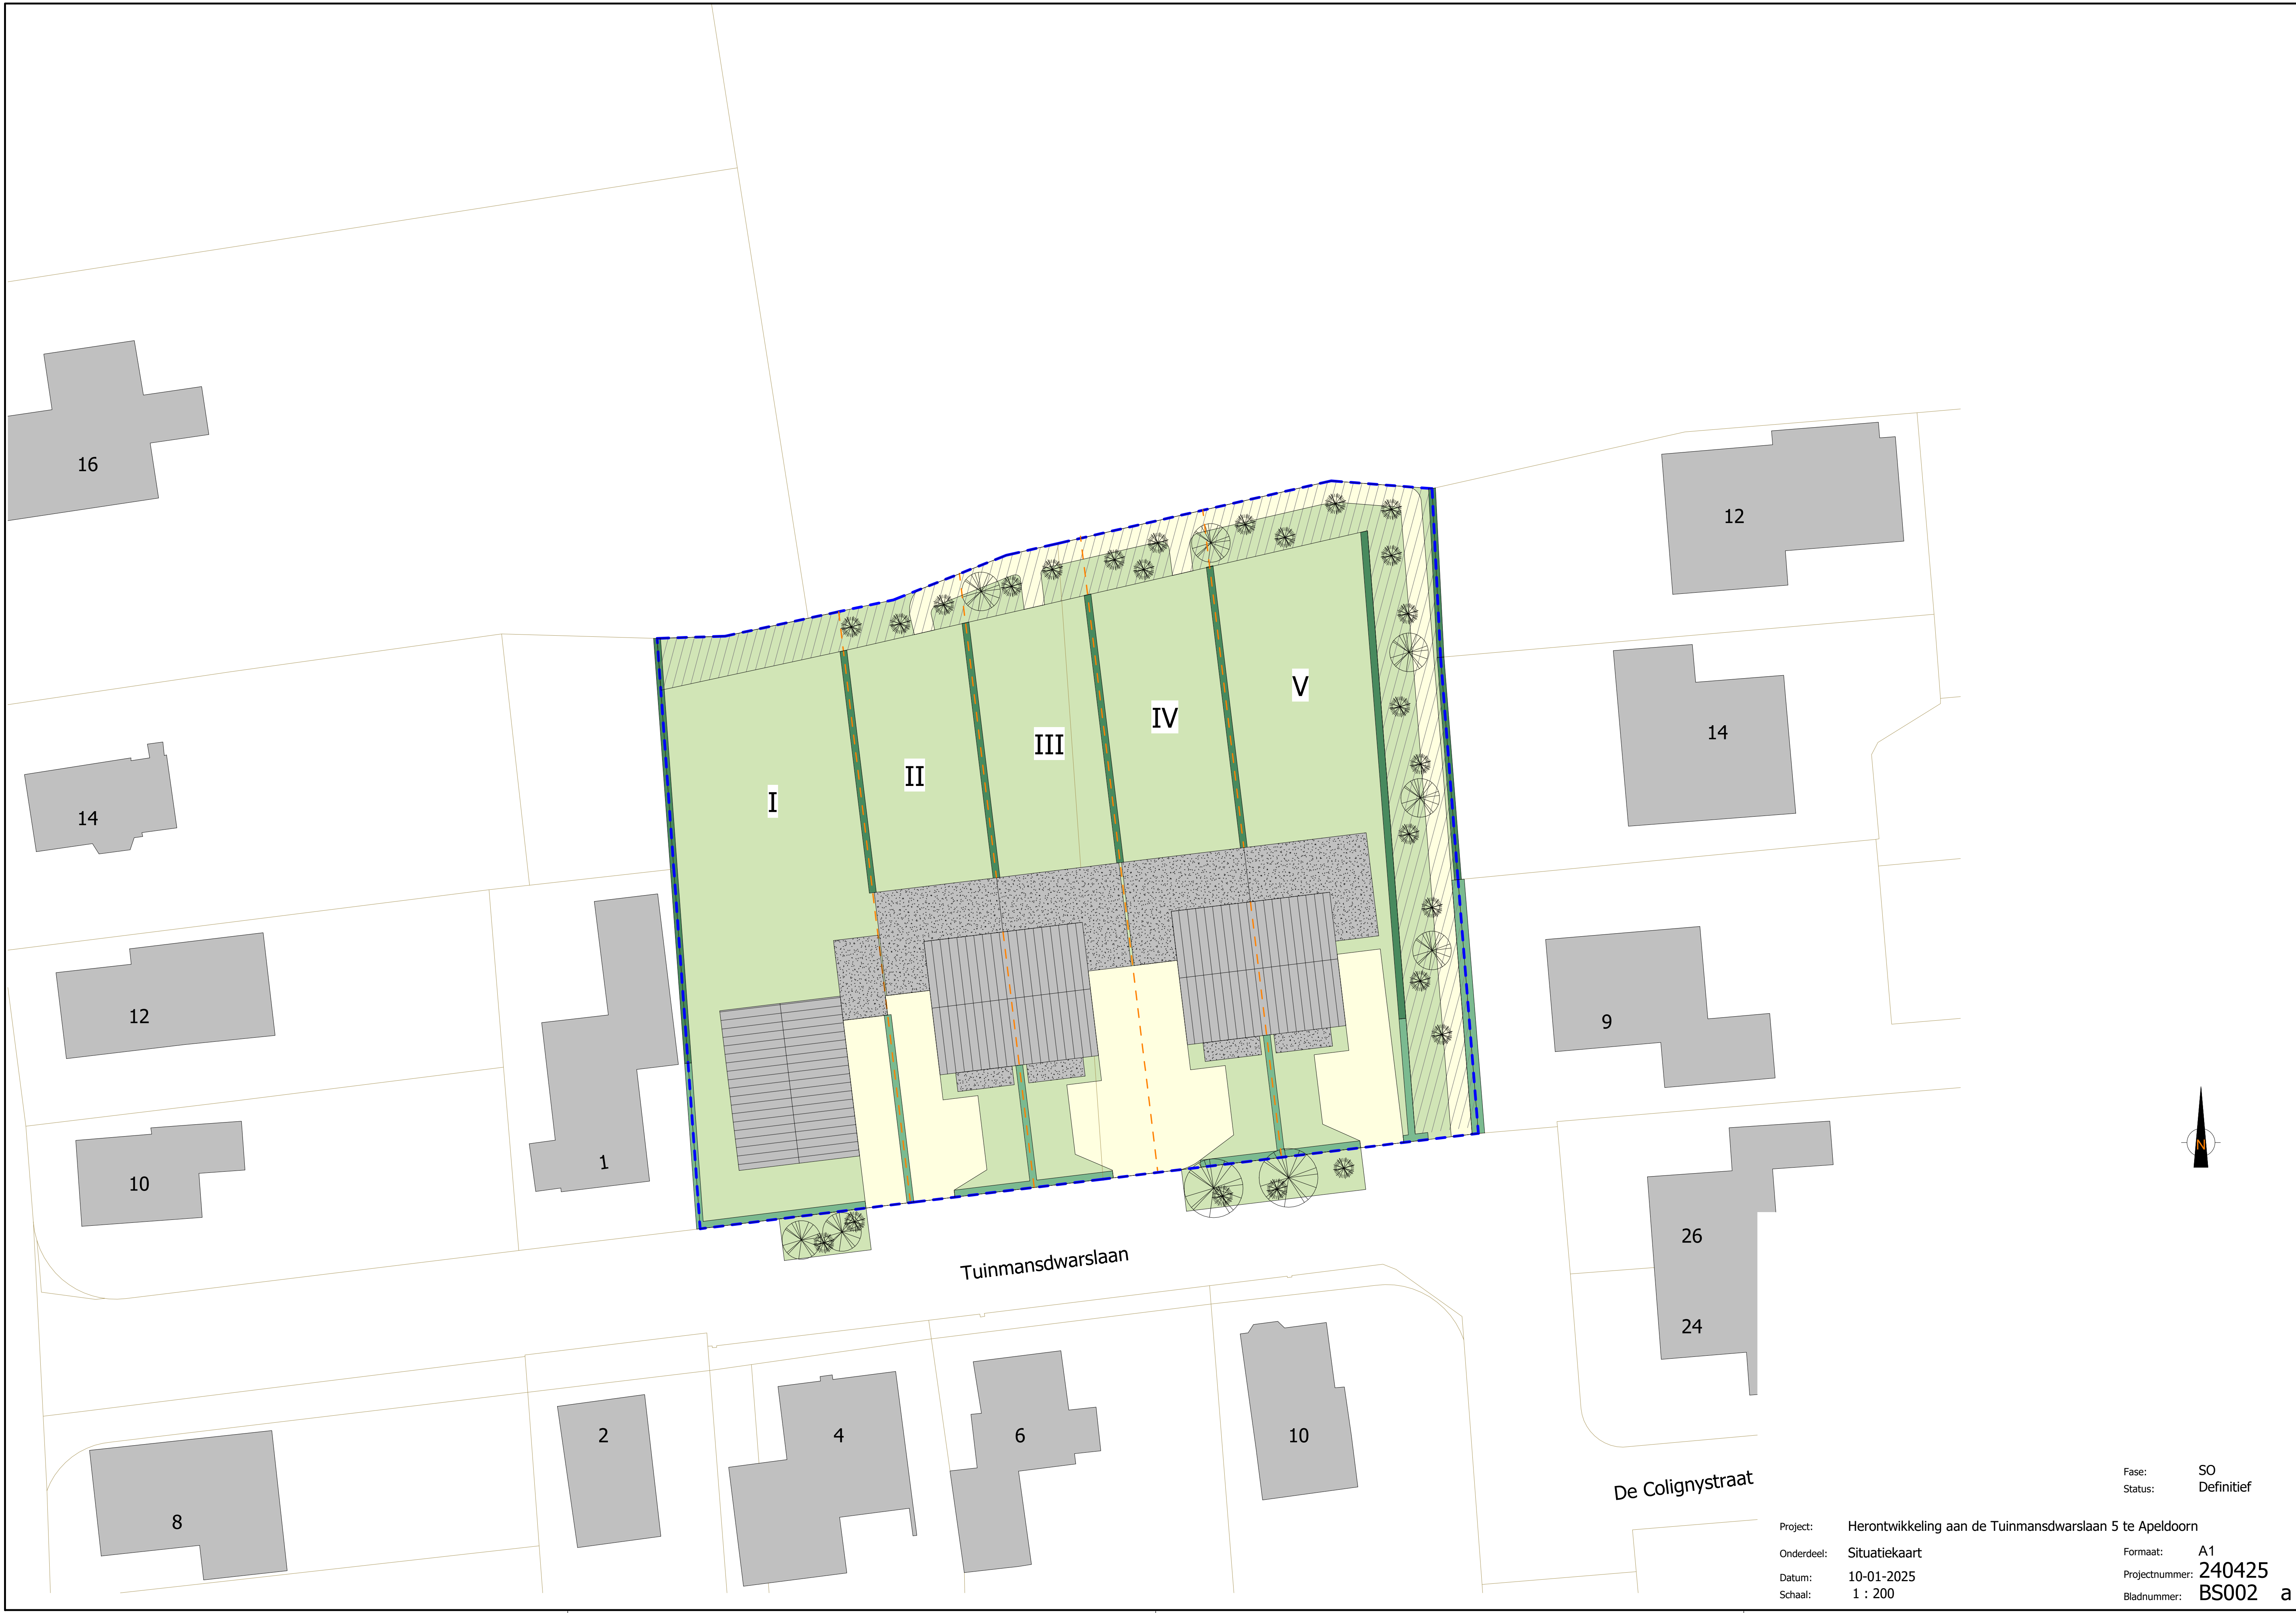 16
12
V
IV
14
III
II
I
14
12
9
N
1
10
26
Tuinmansdwarslaan
24
2
4
6
10
8
De Colignystraat
Fase: SO
Status: Definitief
Project: Herontwikkeling aan de Tuinmansdwarslaan 5 te Apeldoorn
Onderdeel: Situatiekaart
Formaat: A1
Datum: 10-01-2025
Projectnummer: 240425
Schaal: 1 : 200
Bladnummer: BS002 a